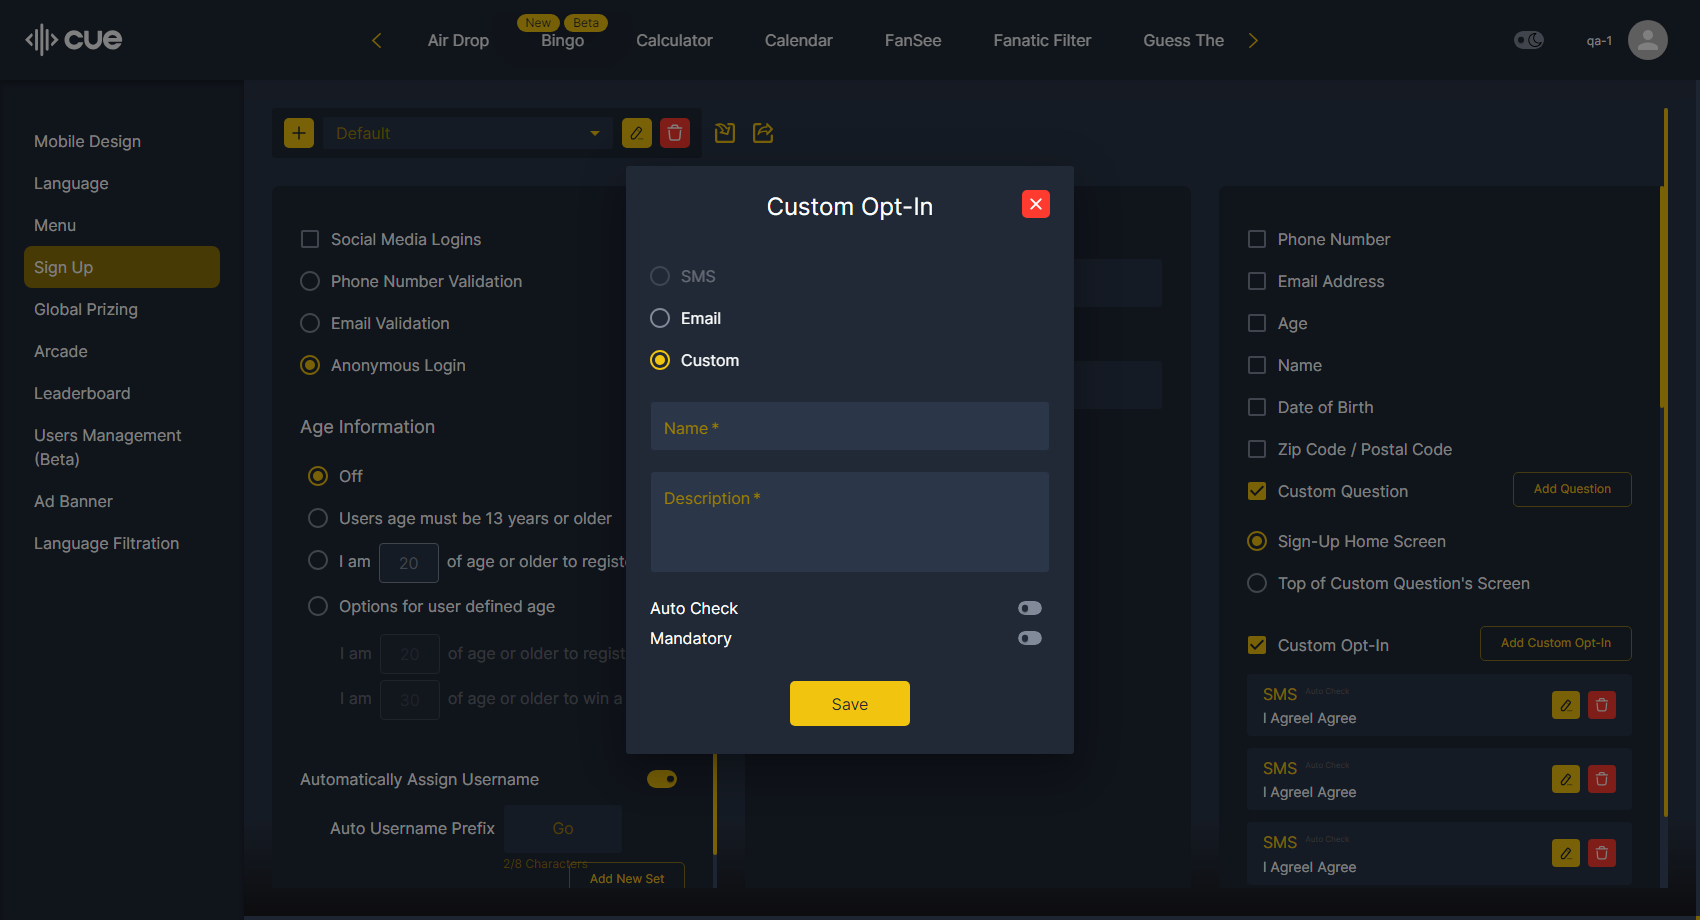 cue
Air Drop
New
Beta
Bingo
Calculator
Calendar
FanSee
Fanatic Filter
Guess The
qa-1
Mobile Design
Language
Menu
Sign Up
Global Prizing
Arcade
Leaderboard
Users Management
(Beta)
Ad Banner
Language Filtration
Default
Social Media Logins
Phone Number Validation
Email Validation
Anonymous Login
Age Information
Off
Users age must be 13 years or older
I am 20 of age or older to regist
Options for user defined age
I am 20 of age or older to regist
I am 30 of age or older to win a
Automatically Assign Username
Auto Username Prefix Go
2/8 Characters
Add New Set
Custom Opt-In
SMS
Email
Custom
Name *
Description *
Auto Check
Mandatory
Save
Phone Number
Email Address
Age
Name
Date of Birth
Zip Code / Postal Code
Custom Question Add Question
Sign-Up Home Screen
Top of Custom Question's Screen
Custom Opt-In Add Custom Opt-In
SMS Auto Check
I AgreeI Agree
SMS Auto Check
I AgreeI Agree
SMS Auto Check
I AgreeI Agree